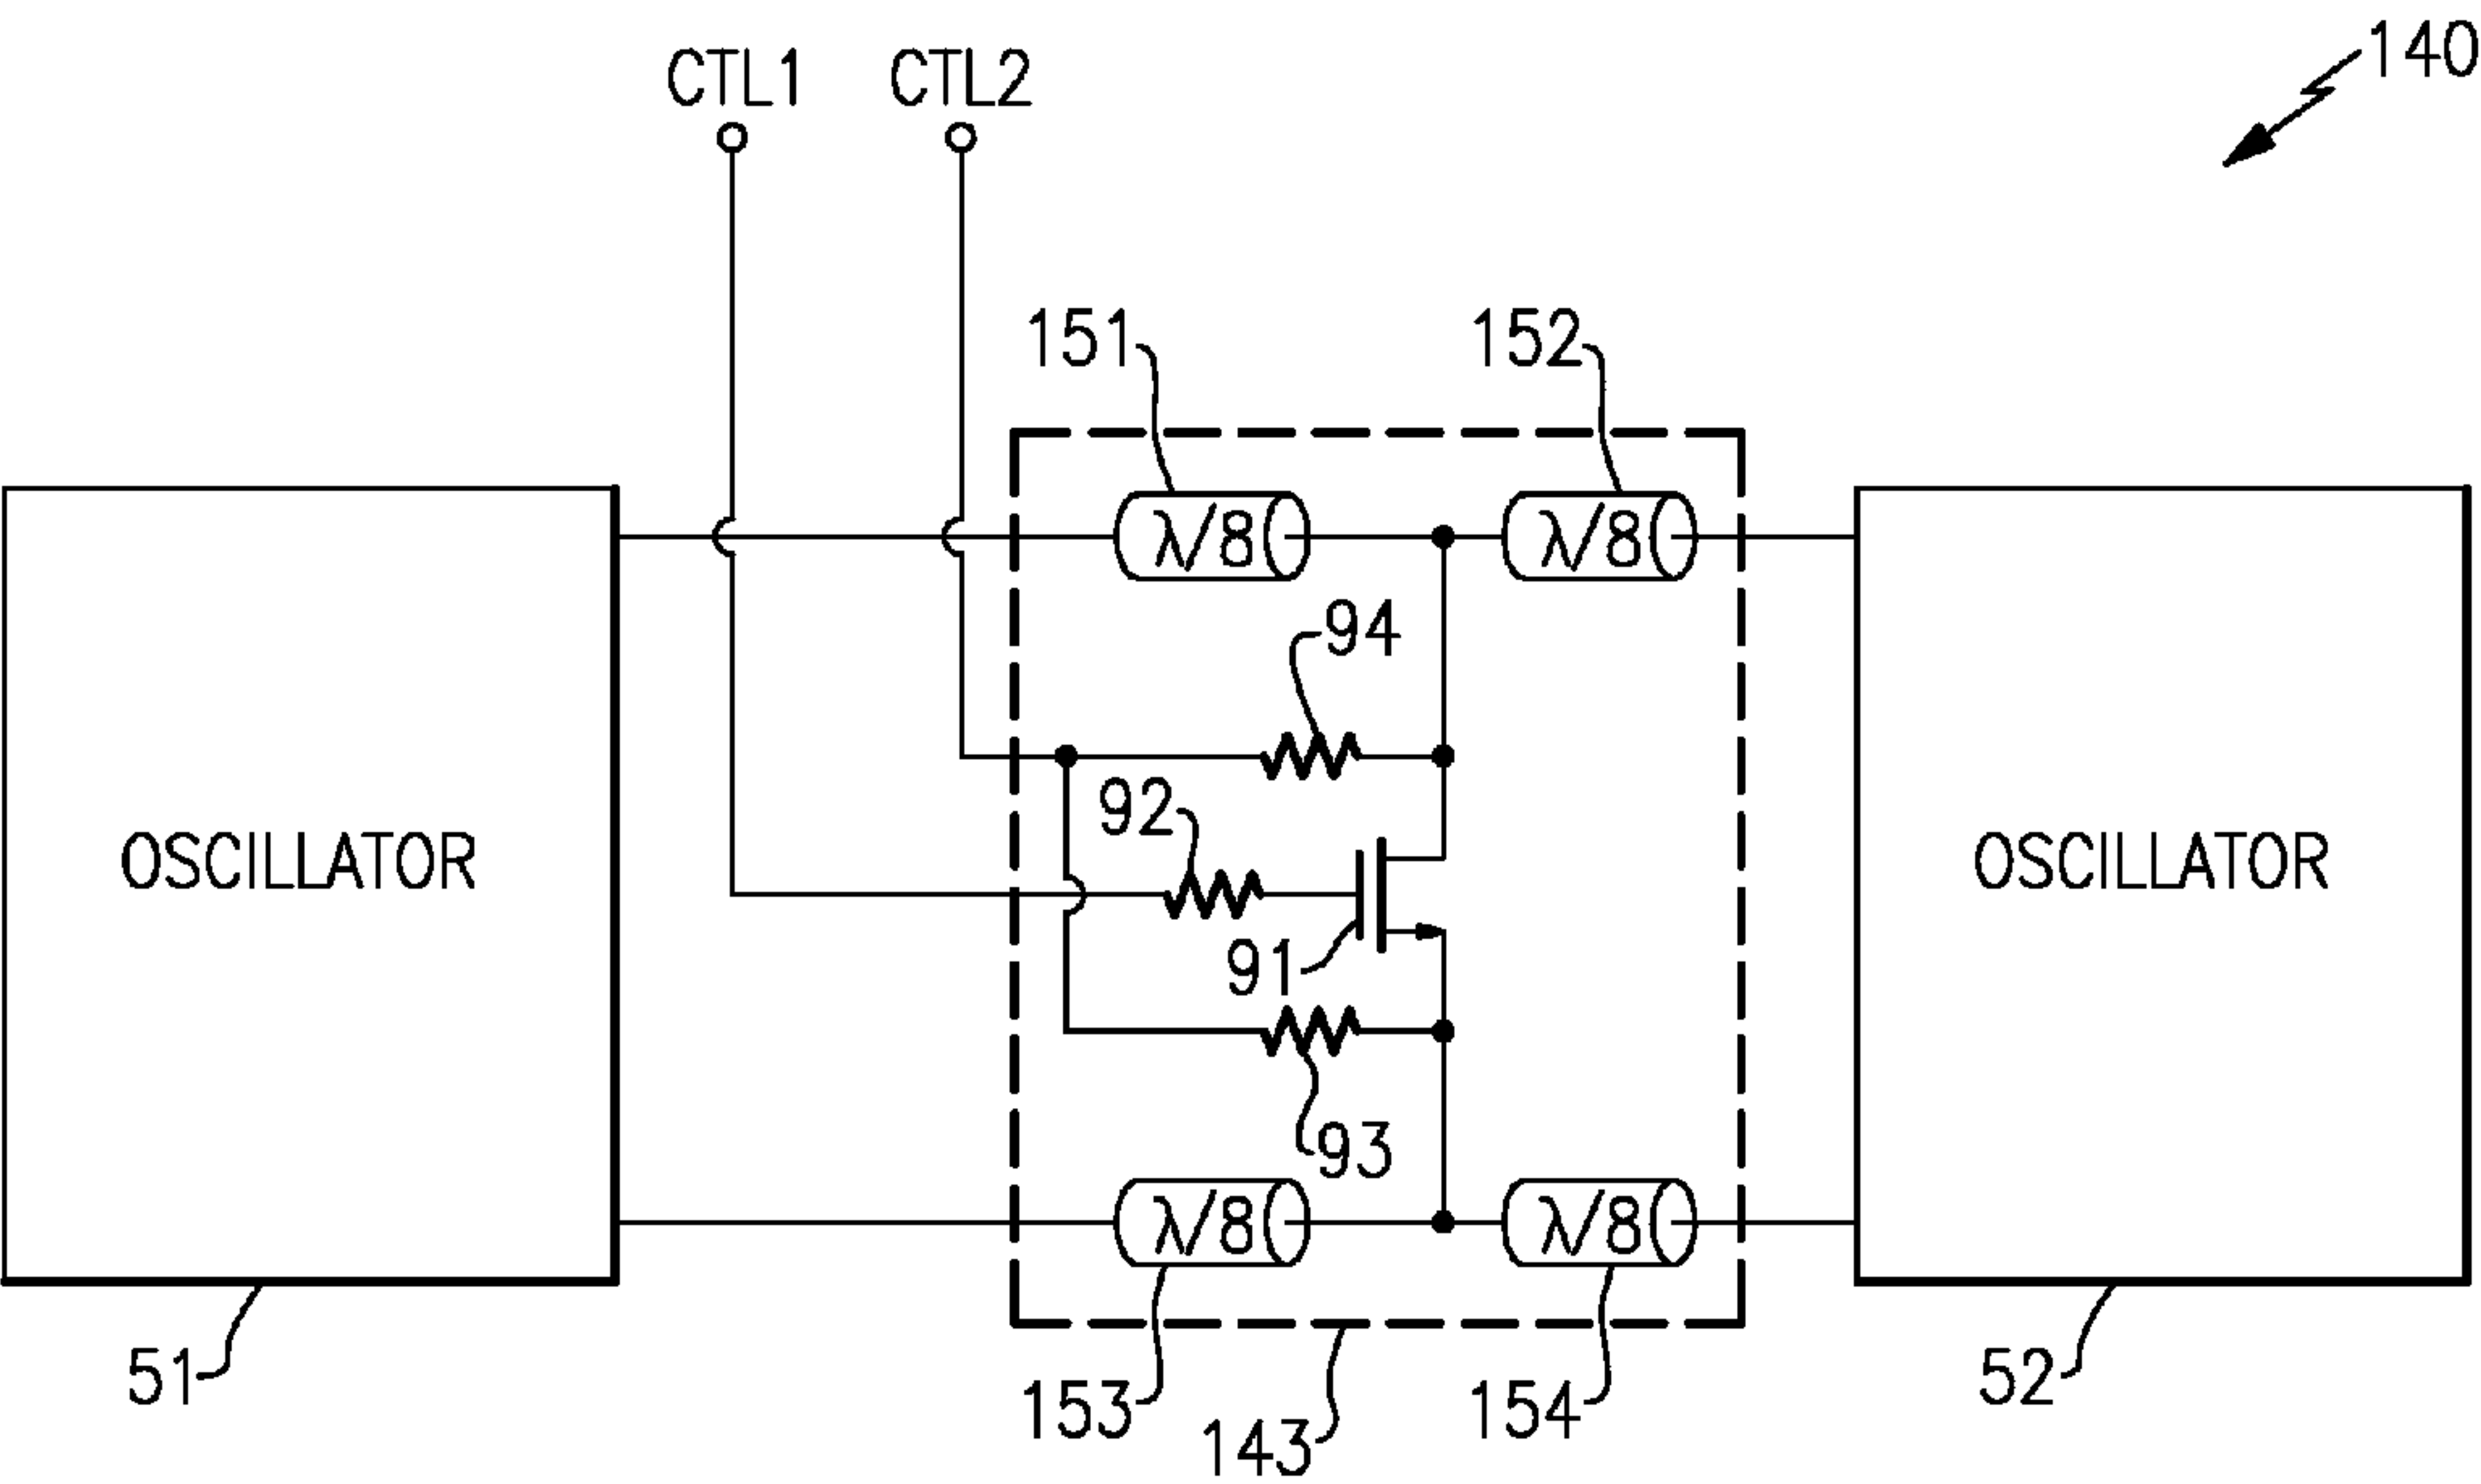 140
CTL1 CTL2
151 152
λ/8 λ/8
94
92
OSCILLATOR OSCILLATOR
91
93
λ/8 λ/8
51 52
153 143 154